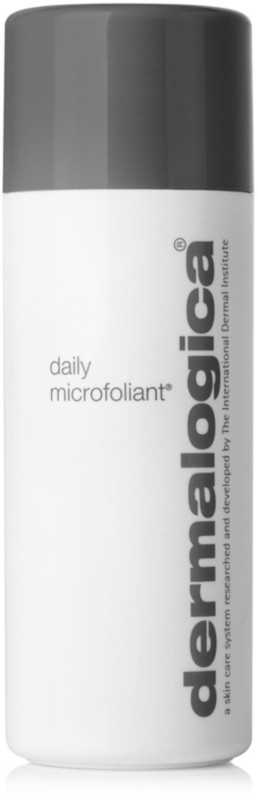 daily
microfoliant®
dermalogica®
a skin care system researched and developed by The International Dermal Institute